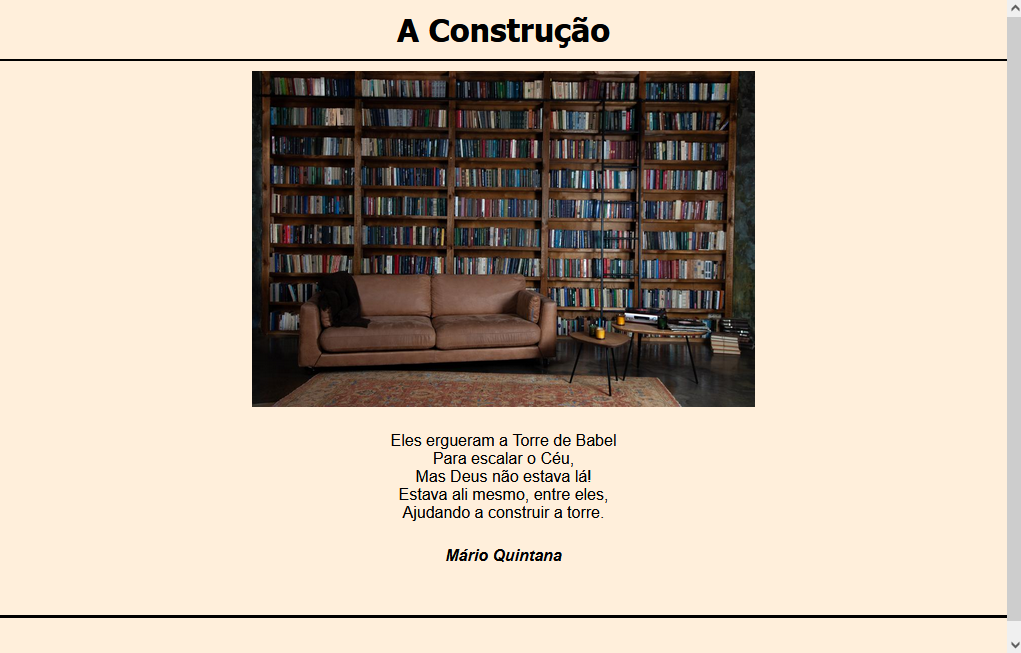 A Construção
Eles ergueram a Torre de Babel
Para escalar o Céu,
Mas Deus não estava lá!
Estava ali mesmo, entre eles,
Ajudando a construir a torre.
Mário Quintana